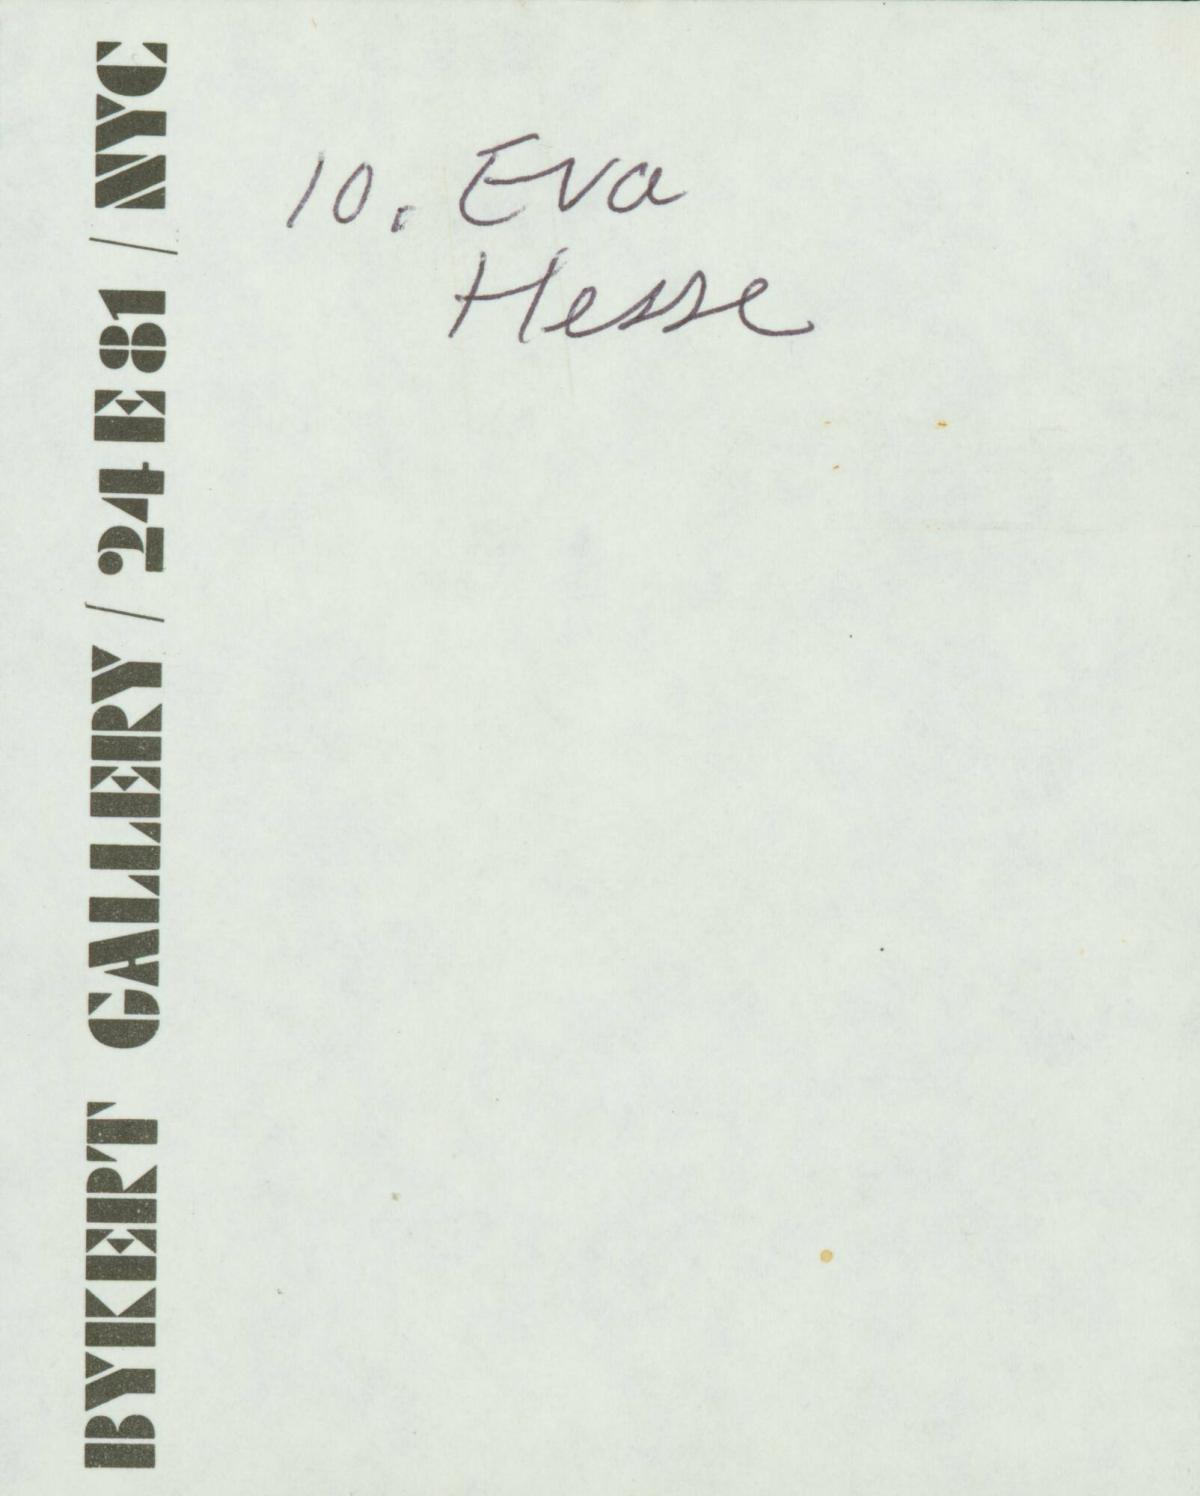 BYKERT GALLERY / 24 E 81 / NYC
10. Eva
Hesse